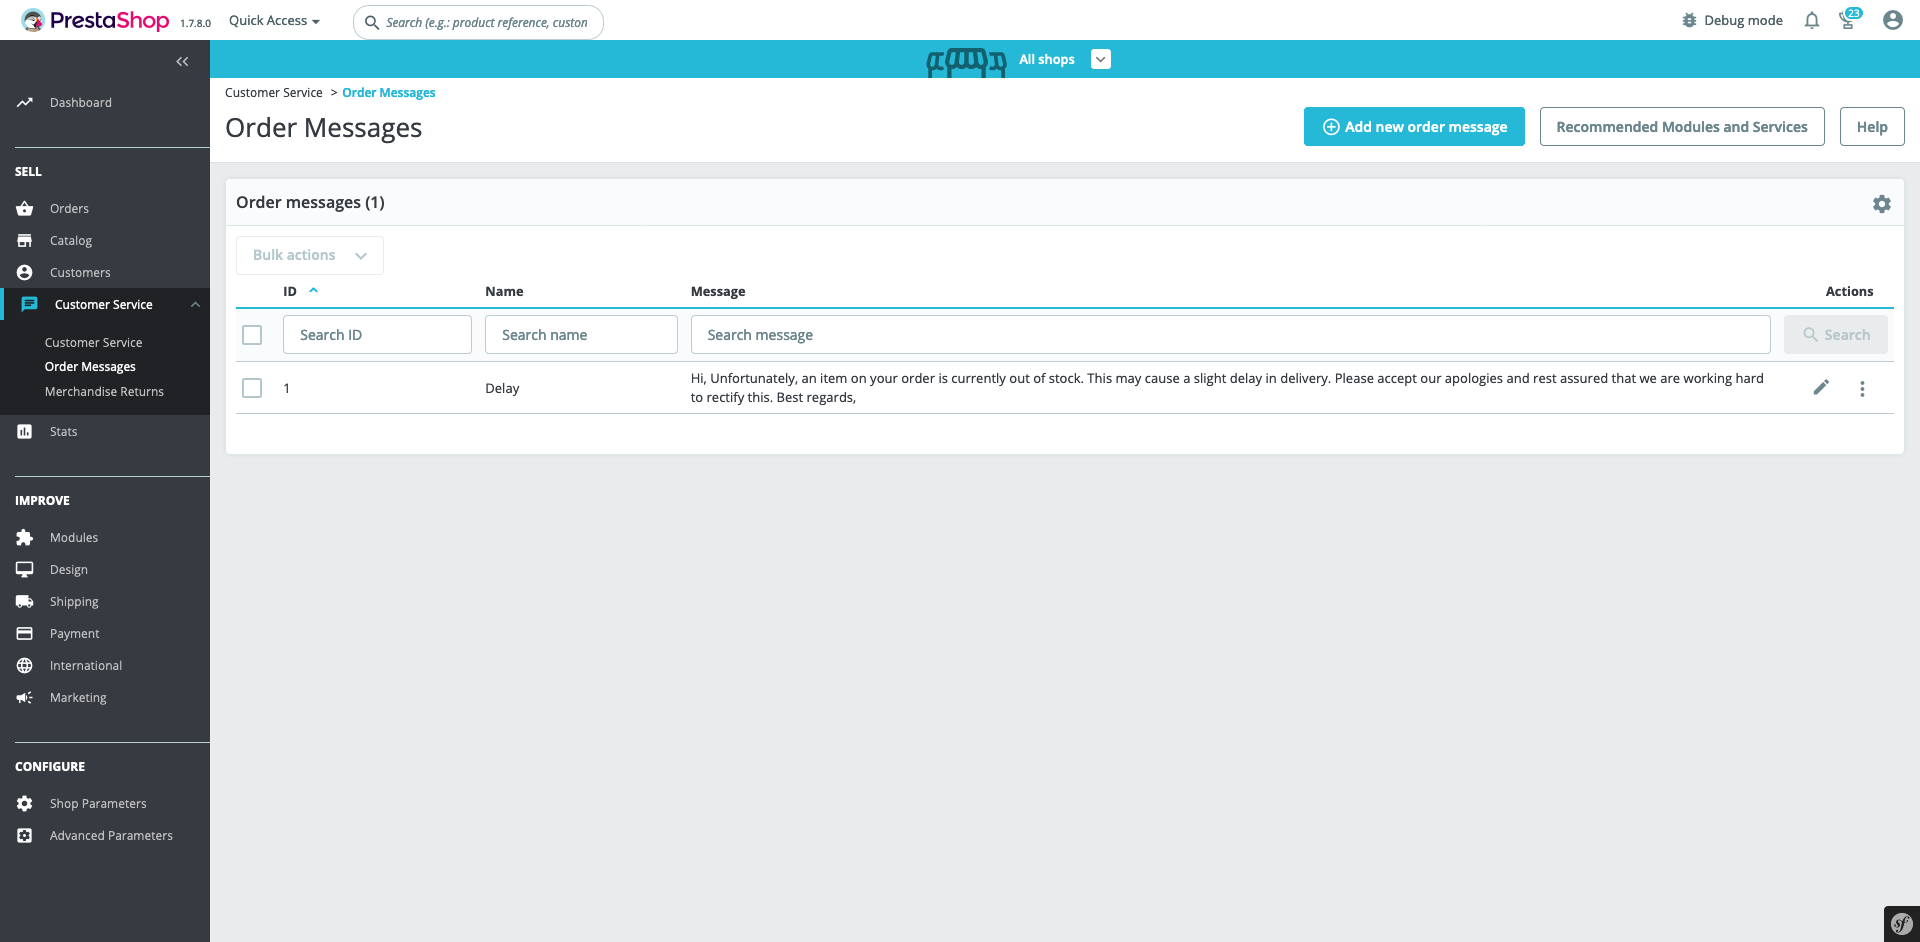 PrestaShop 1.7.8.0 Quick Access Search (e.g.: product reference, custon Debug mode 23
All shops
Dashboard
SELL
Orders
Catalog
Customers
Customer Service
Customer Service
Order Messages
Merchandise Returns
Stats
IMPROVE
Modules
Design
Shipping
Payment
International
Marketing
CONFIGURE
Shop Parameters
Advanced Parameters
Customer Service > Order Messages
Order Messages
Add new order message Recommended Modules and Services Help
Order messages (1)
Bulk actions
ID Name Message Actions
Search ID Search name Search message Search
1 Delay Hi, Unfortunately, an item on your order is currently out of stock. This may cause a slight delay in delivery. Please accept our apologies and rest assured that we are working hard
to rectify this. Best regards,
sf